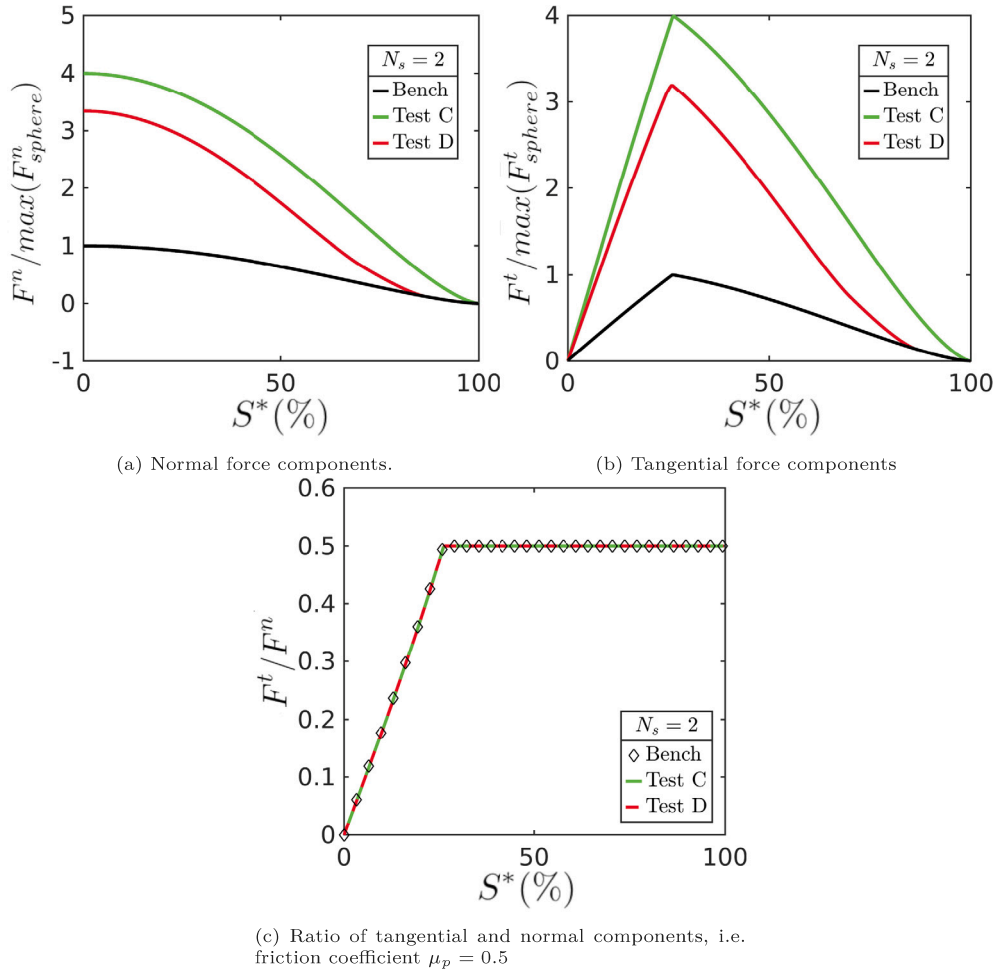 5
4
3
2
1
0
-1
0 50 100
F^n/max(F^n_sphere)
S*(%)
N_s = 2
Bench
Test C
Test D
(a) Normal force components.
4
3
2
1
0
0 50 100
F^t/max(F^t_sphere)
S*(%)
N_s = 2
Bench
Test C
Test D
(b) Tangential force components
0.6
0.5
0.4
0.3
0.2
0.1
0
0 50 100
F^t/F^n
S*(%)
N_s = 2
Bench
Test C
Test D
(c) Ratio of tangential and normal components, i.e.
friction coefficient μ_p = 0.5